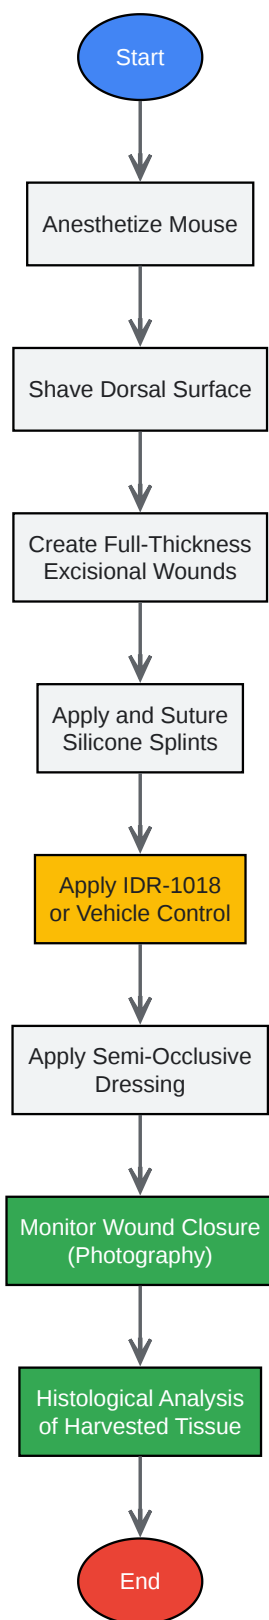 Start
Anesthetize Mouse
Shave Dorsal Surface
Create Full-Thickness
Excisional Wounds
Apply and Suture
Silicone Splints
Apply IDR-1018
or Vehicle Control
Apply Semi-Occlusive
Dressing
Monitor Wound Closure
(Photography)
Histological Analysis
of Harvested Tissue
End